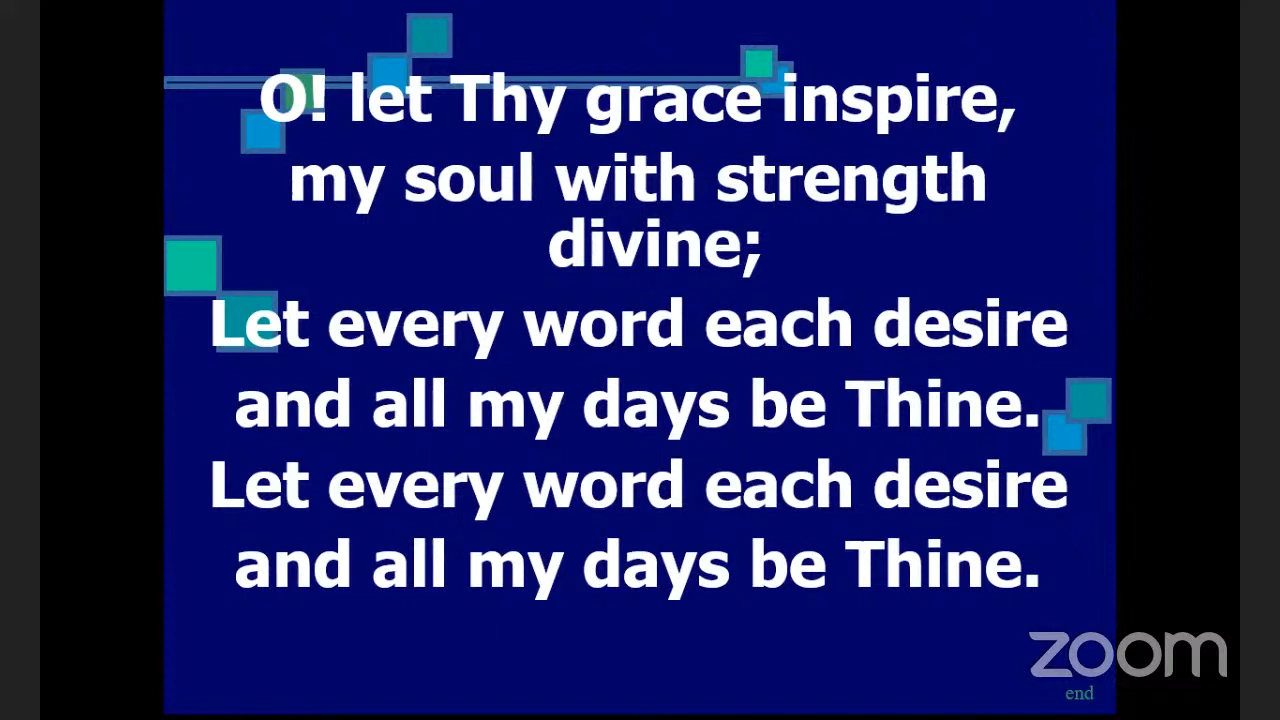 O! let Thy grace inspire,
my soul with strength
divine;
Let every word each desire
and all my days be Thine.
Let every word each desire
and all my days be Thine.
zoom
end